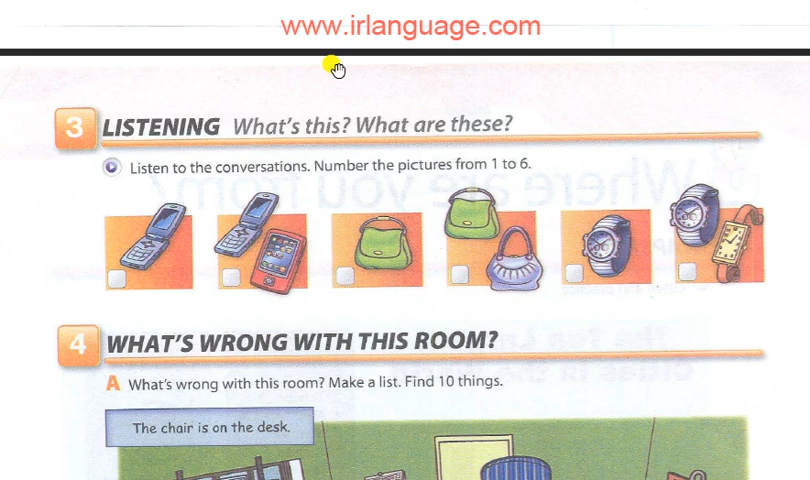 www.irlanguage.com
3 LISTENING What's this? What are these?
Listen to the conversations. Number the pictures from 1 to 6.
4 WHAT'S WRONG WITH THIS ROOM?
A What's wrong with this room? Make a list. Find 10 things.
The chair is on the desk.